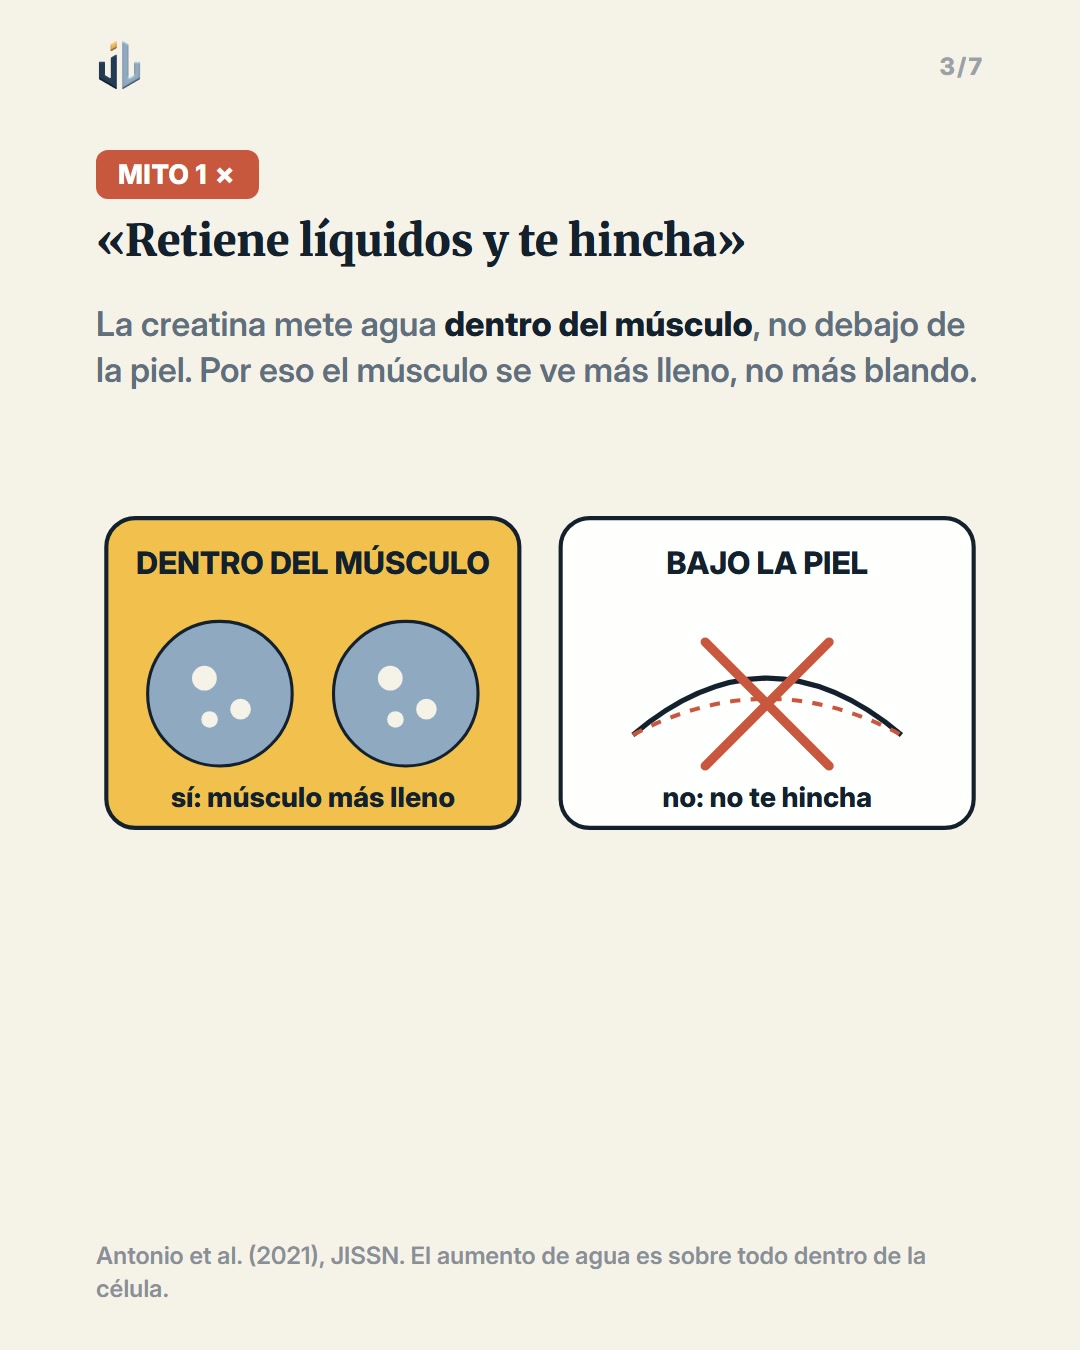 3/7
MITO 1 ×
«Retiene líquidos y te hincha»
La creatina mete agua dentro del músculo, no debajo de
la piel. Por eso el músculo se ve más lleno, no más blando.
DENTRO DEL MÚSCULO
sí: músculo más lleno
BAJO LA PIEL
no: no te hincha
Antonio et al. (2021), JISSN. El aumento de agua es sobre todo dentro de la
célula.